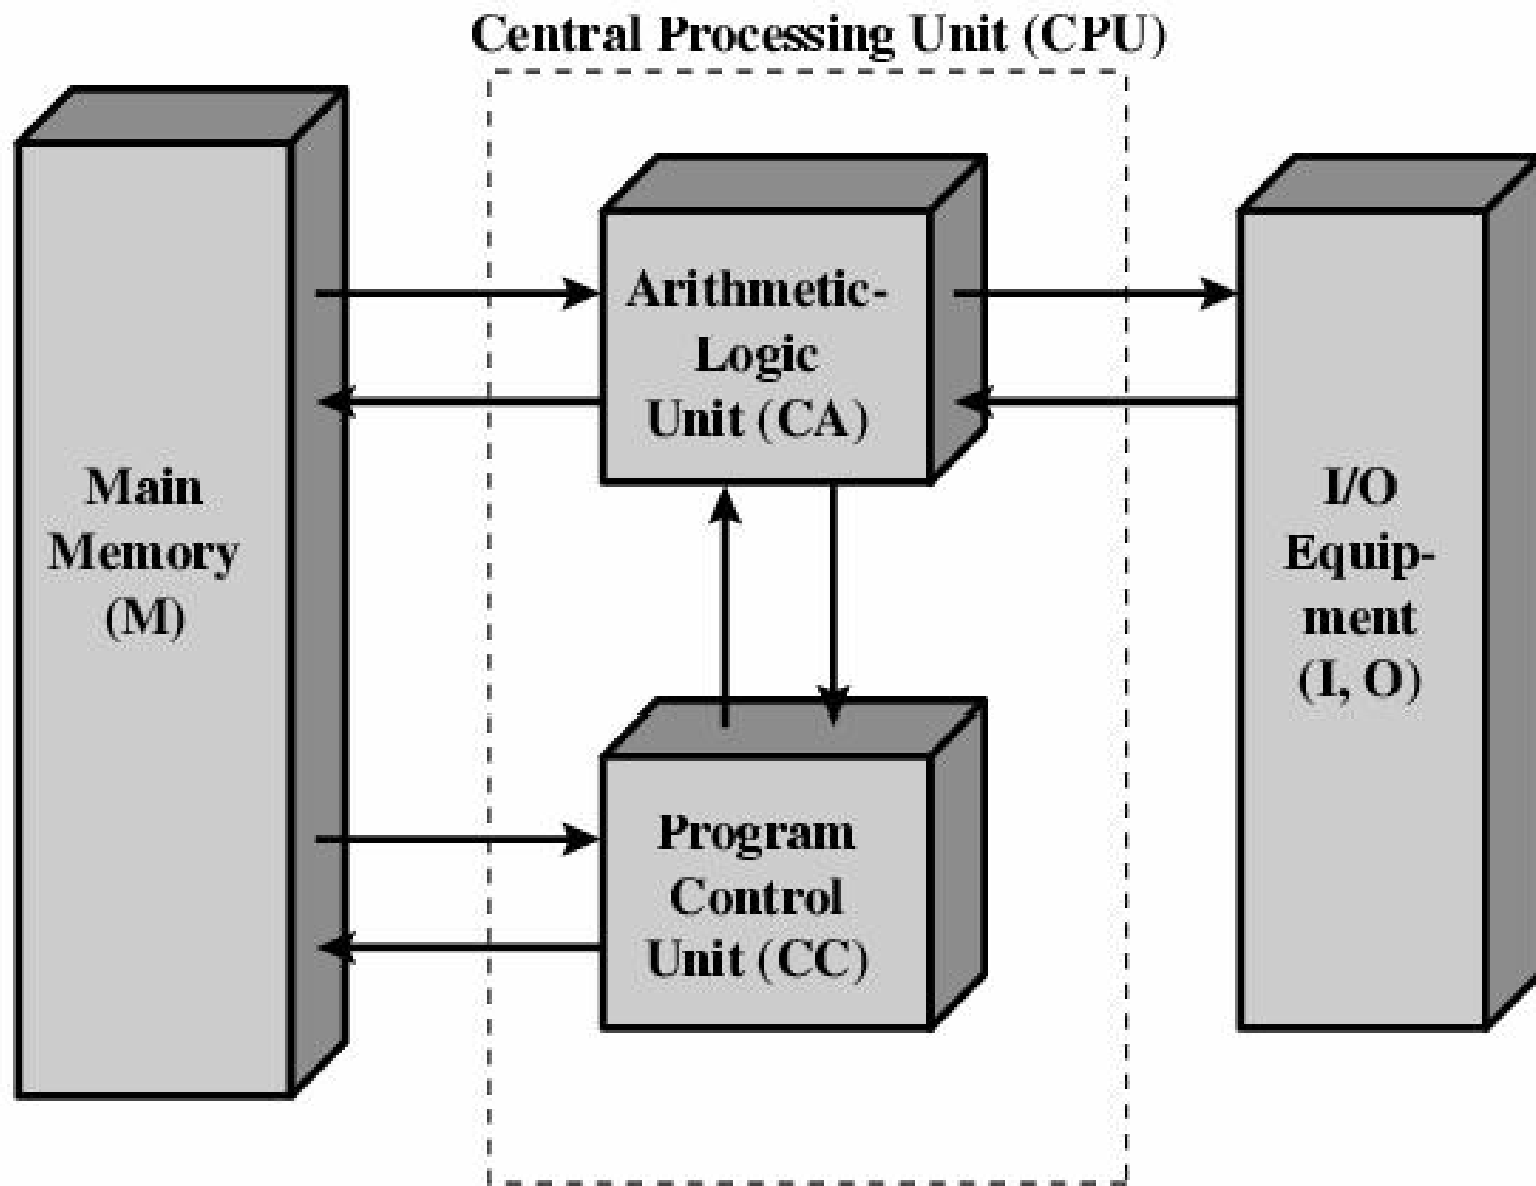 Central Processing Unit (CPU)
Main
Memory
(M)
Arithmetic-
Logic
Unit (CA)
Program
Control
Unit (CC)
I/O
Equip-
ment
(I, O)